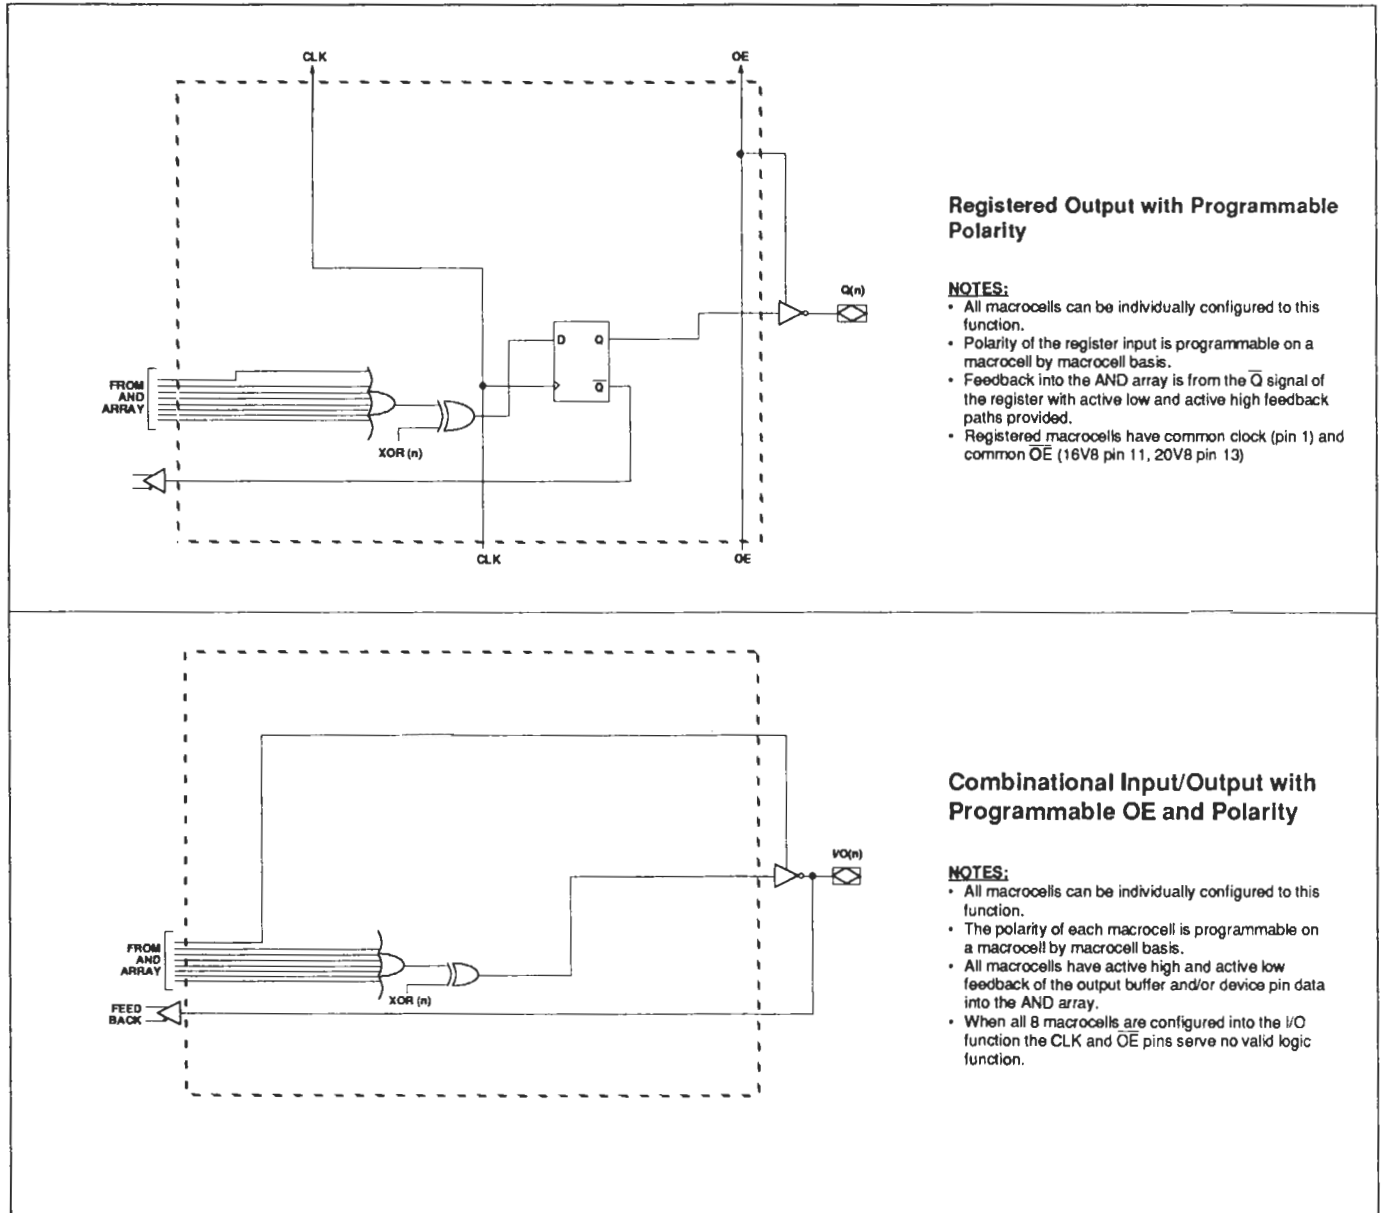 CLK
OE
Registered Output with Programmable
Polarity
Q(n)
NOTES:
• All macrocells can be individually configured to this
function.
• Polarity of the register input is programmable on a
macrocell by macrocell basis.
• Feedback into the AND array is from the Q̅ signal of
the register with active low and active high feedback
paths provided.
• Registered macrocells have common clock (pin 1) and
common O̅E̅ (16V8 pin 11, 20V8 pin 13)
D Q
Q̅
FROM
AND
ARRAY
XOR (n)
CLK
OE
Combinational Input/Output with
Programmable OE and Polarity
I/O(n)
NOTES:
• All macrocells can be individually configured to this
function.
• The polarity of each macrocell is programmable on
a macrocell by macrocell basis.
• All macrocells have active high and active low
feedback of the output buffer and/or device pin data
into the AND array.
• When all 8 macrocells are configured into the I/O
function the CLK and O̅E̅ pins serve no valid logic
function.
FROM
AND
ARRAY
XOR (n)
FEED
BACK